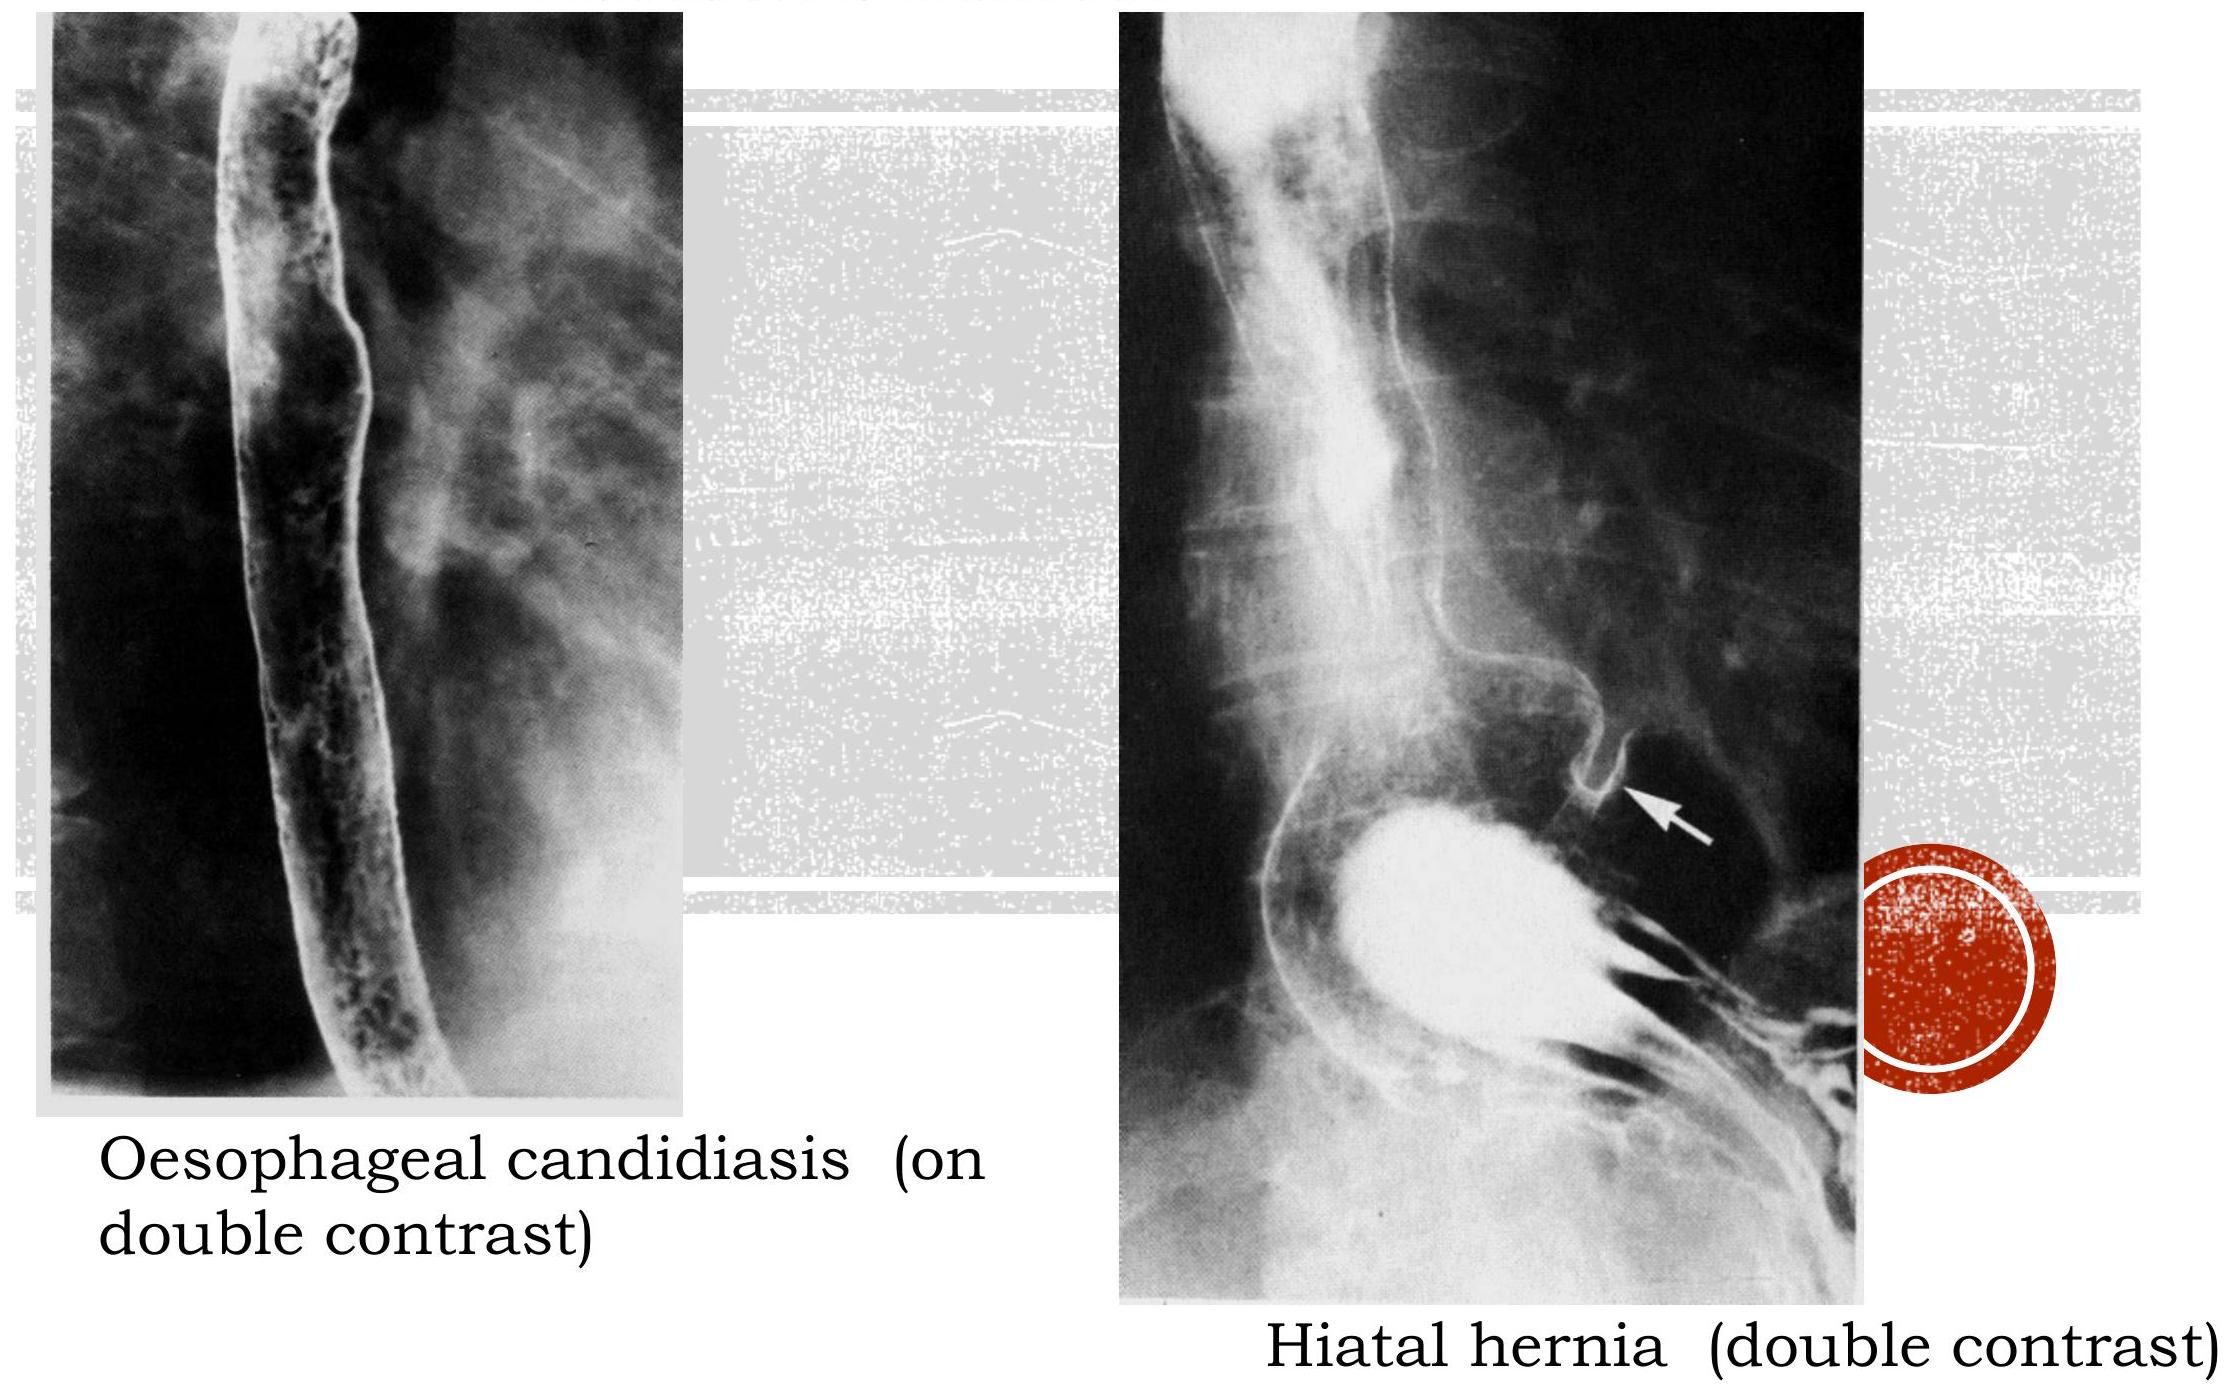 Oesophageal candidiasis (on
double contrast)
Hiatal hernia (double contrast)